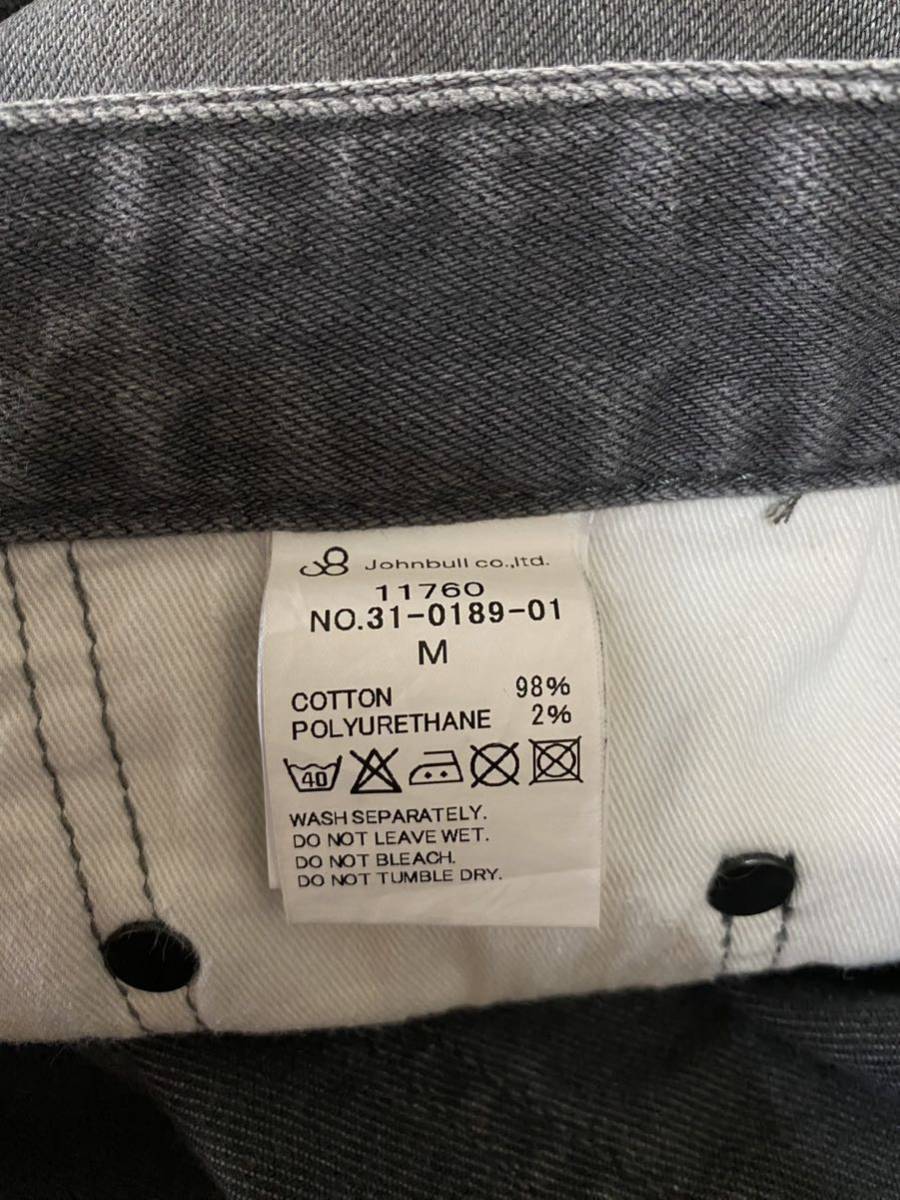 Johnbull co.,ltd.
11760
NO.31-0189-01
M
COTTON 98%
POLYURETHANE 2%
40
WASH SEPARATELY.
DO NOT LEAVE WET.
DO NOT BLEACH.
DO NOT TUMBLE DRY.